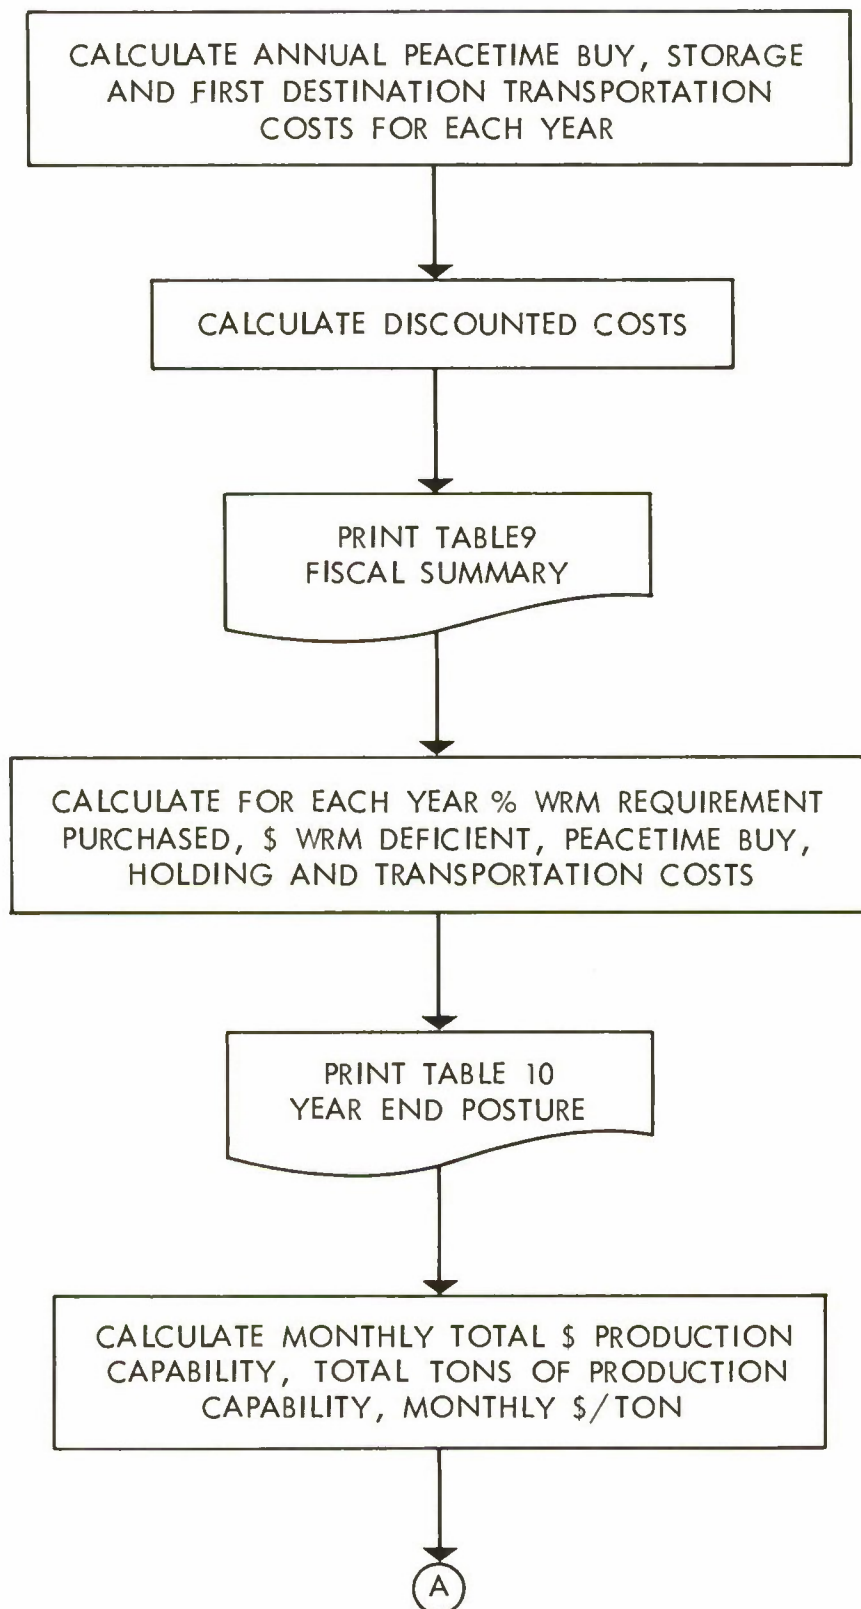 CALCULATE ANNUAL PEACETIME BUY, STORAGE
AND FIRST DESTINATION TRANSPORTATION
COSTS FOR EACH YEAR
CALCULATE DISCOUNTED COSTS
PRINT TABLE9
FISCAL SUMMARY
CALCULATE FOR EACH YEAR % WRM REQUIREMENT
PURCHASED, $ WRM DEFICIENT, PEACETIME BUY,
HOLDING AND TRANSPORTATION COSTS
PRINT TABLE 10
YEAR END POSTURE
CALCULATE MONTHLY TOTAL $ PRODUCTION
CAPABILITY, TOTAL TONS OF PRODUCTION
CAPABILITY, MONTHLY $/TON
A